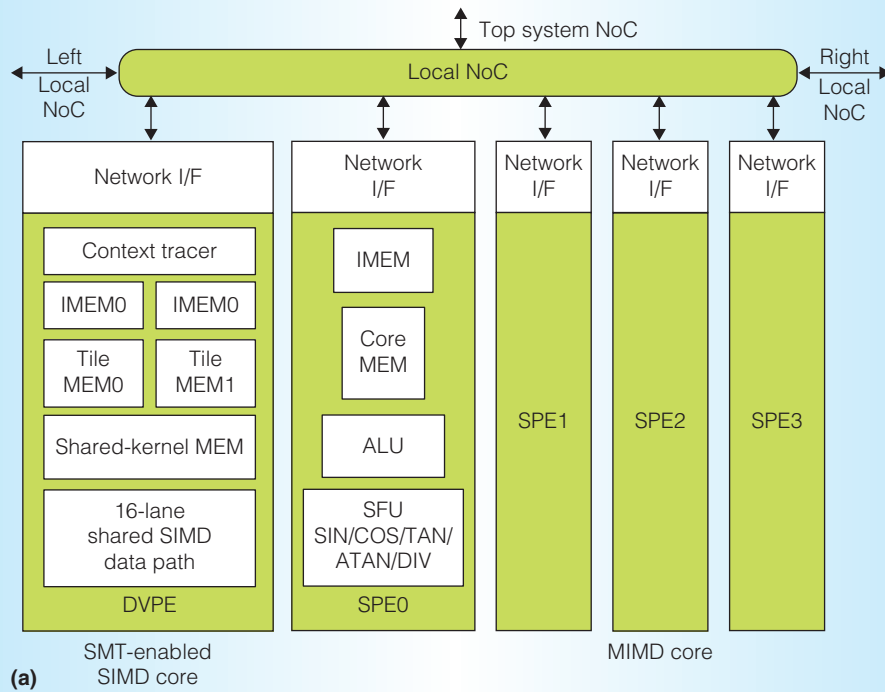 Top system NoC
Left
Local
NoC
Local NoC
Right
Local
NoC
Network I/F
Network
I/F
Network
I/F
Network
I/F
Network
I/F
Context tracer
IMEM0
IMEM0
Tile
MEM0
Tile
MEM1
Shared-kernel MEM
16-lane
shared SIMD
data path
DVPE
IMEM
Core
MEM
ALU
SFU
SIN/COS/TAN/
ATAN/DIV
SPE0
SPE1
SPE2
SPE3
SMT-enabled
SIMD core
MIMD core
(a)